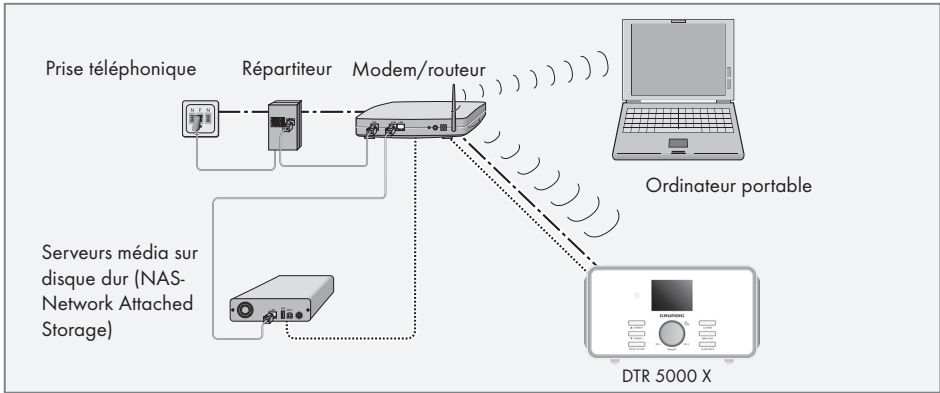 Prise téléphonique
Répartiteur
Modem/routeur
N F N
Ordinateur portable
Serveurs média sur
disque dur (NAS-
Network Attached
Storage)
GRUNDIG
DTR 5000 X